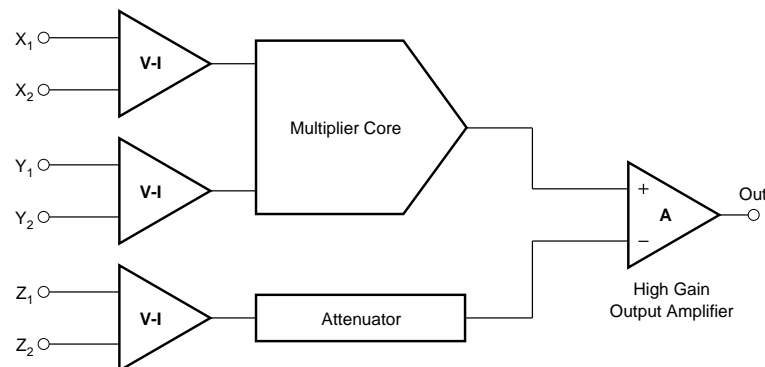 X1
V-I
X2
Multiplier Core
Y1
V-I
Y2
Out
+
A
−
Z1
V-I
Attenuator
High Gain
Output Amplifier
Z2